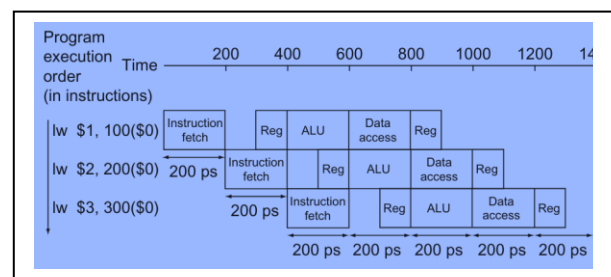 Program
execution
order
(in instructions)
Time
200 400 600 800 1000 1200 14
lw $1, 100($0)
Instruction
fetch
Reg
ALU
Data
access
Reg
200 ps
lw $2, 200($0)
Instruction
fetch
Reg
ALU
Data
access
Reg
200 ps
lw $3, 300($0)
Instruction
fetch
Reg
ALU
Data
access
Reg
200 ps 200 ps 200 ps 200 ps 200 ps